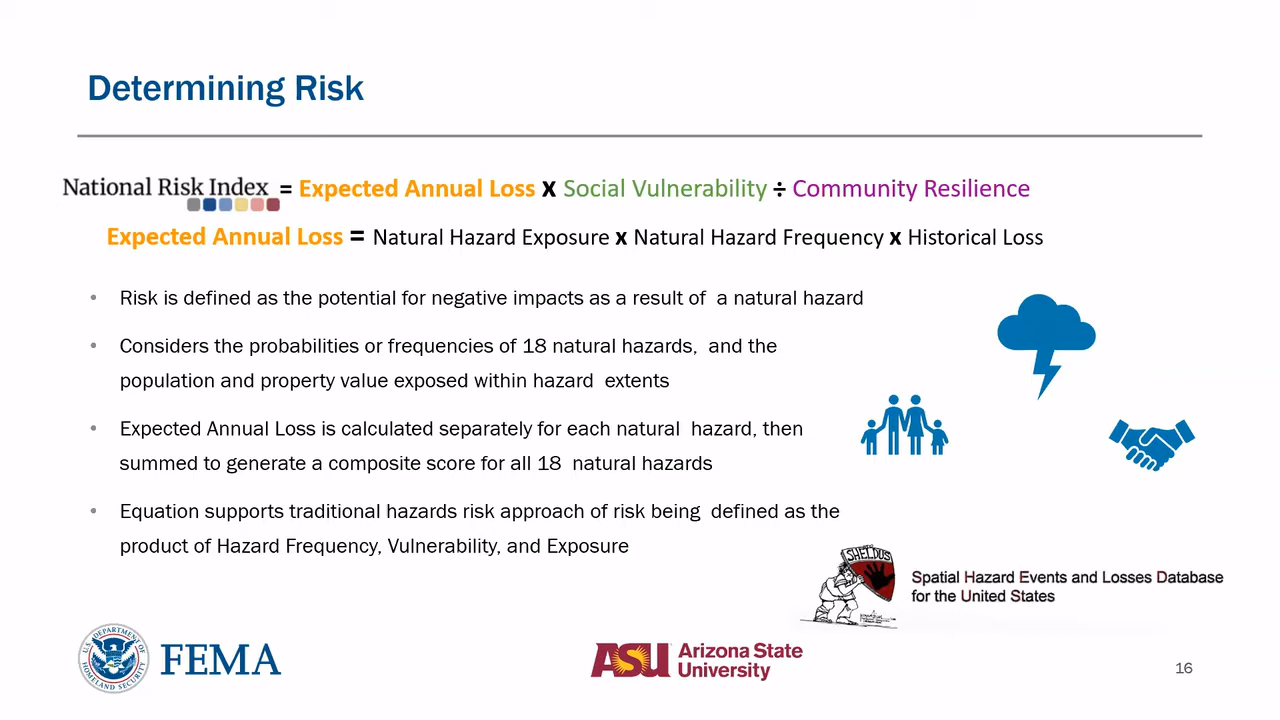 Determining Risk
National Risk Index = Expected Annual Loss X Social Vulnerability ÷ Community Resilience
Expected Annual Loss = Natural Hazard Exposure x Natural Hazard Frequency x Historical Loss
• Risk is defined as the potential for negative impacts as a result of a natural hazard
• Considers the probabilities or frequencies of 18 natural hazards, and the
population and property value exposed within hazard extents
• Expected Annual Loss is calculated separately for each natural hazard, then
summed to generate a composite score for all 18 natural hazards
• Equation supports traditional hazards risk approach of risk being defined as the
product of Hazard Frequency, Vulnerability, and Exposure
SHELDUS
Spatial Hazard Events and Losses Database
for the United States
U.S. DEPARTMENT OF
HOMELAND SECURITY
FEMA
ASU Arizona State
University
16